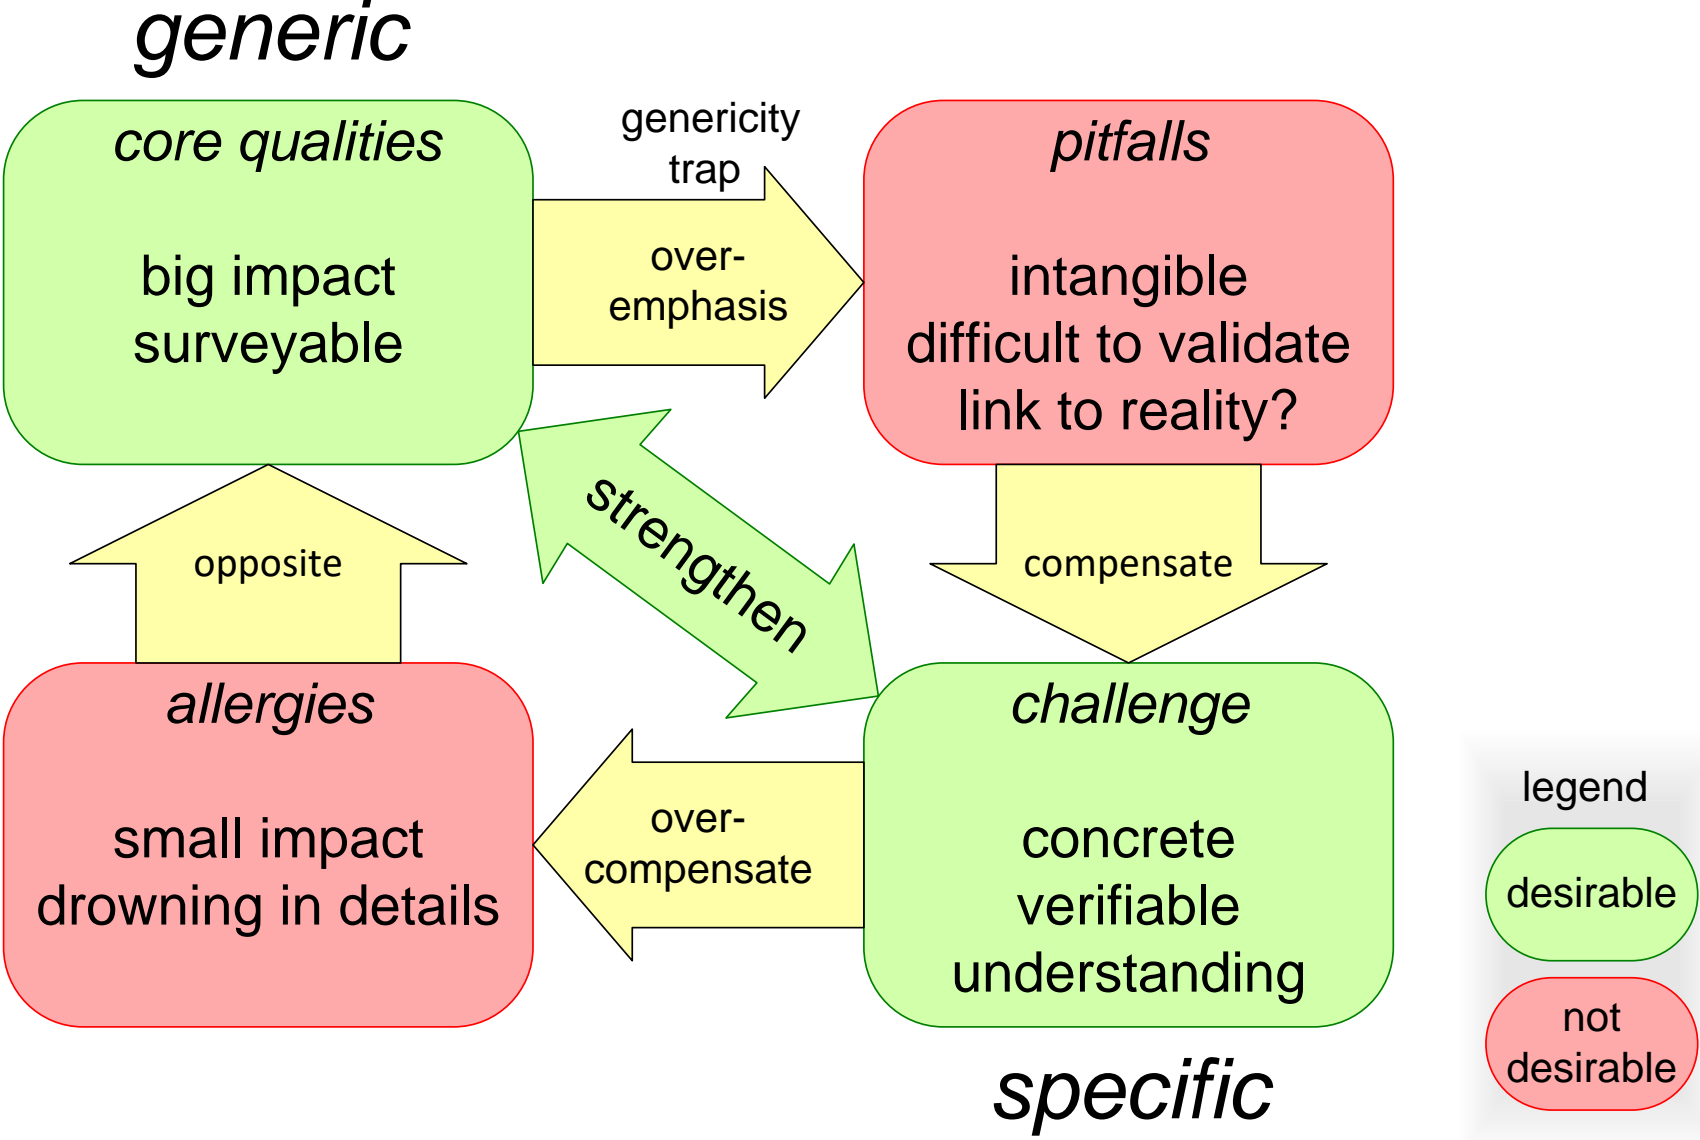 generic
core qualities
big impact
surveyable
genericity
trap
over-
emphasis
pitfalls
intangible
difficult to validate
link to reality?
opposite
strengthen
compensate
allergies
small impact
drowning in details
over-
compensate
challenge
concrete
verifiable
understanding
specific
legend
desirable
not
desirable